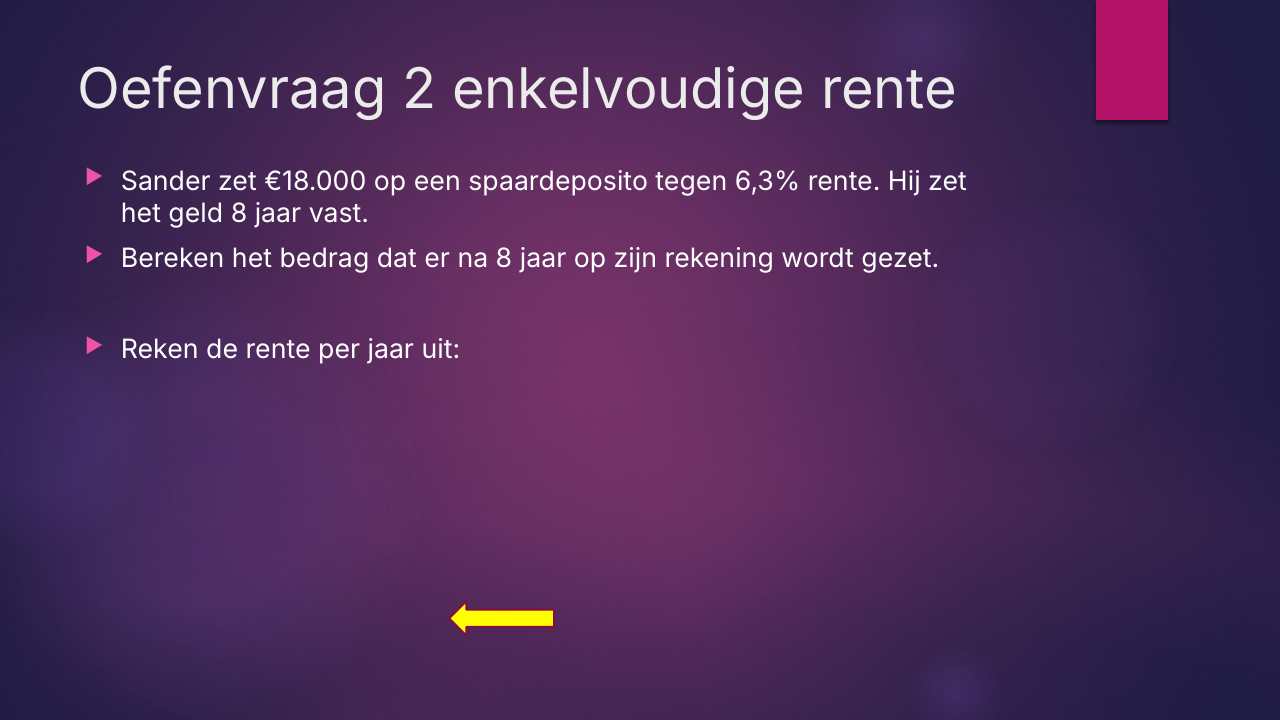 Oefenvraag 2 enkelvoudige rente
Sander zet €18.000 op een spaardeposito tegen 6,3% rente. Hij zet
het geld 8 jaar vast.
Bereken het bedrag dat er na 8 jaar op zijn rekening wordt gezet.
Reken de rente per jaar uit: